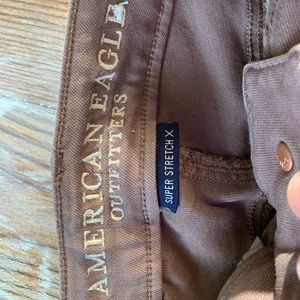 AMERICAN EAGLE
OUTFITTERS
SUPER STRETCH X